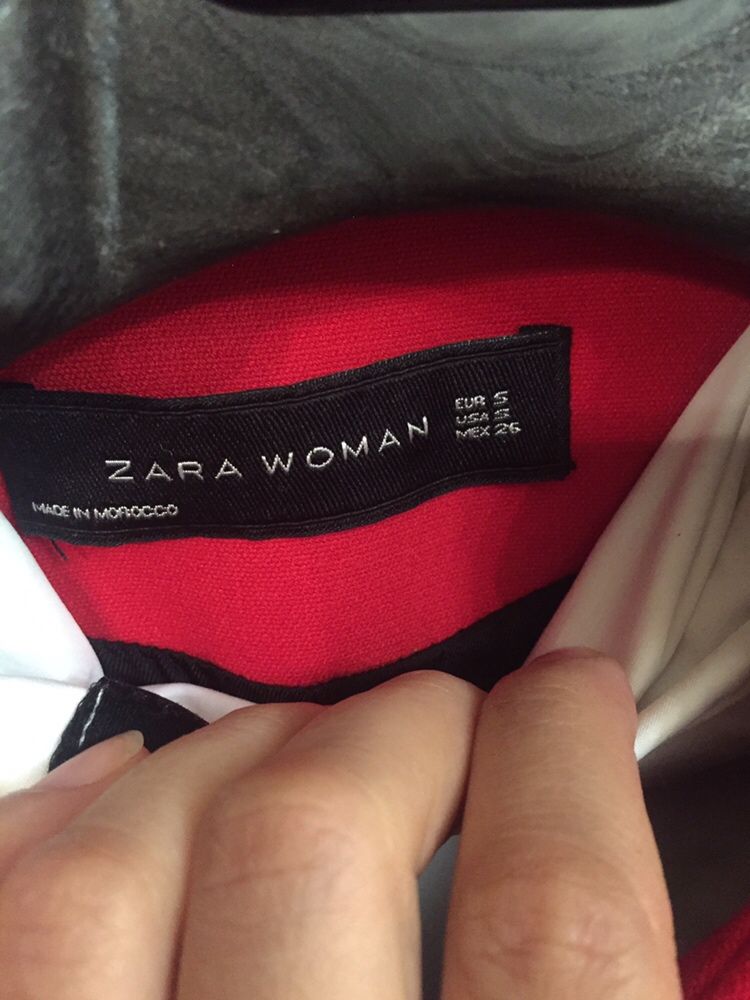 ZARA WOMAN
EUR S
USA S
MEX 26
MADE IN MOROCCO